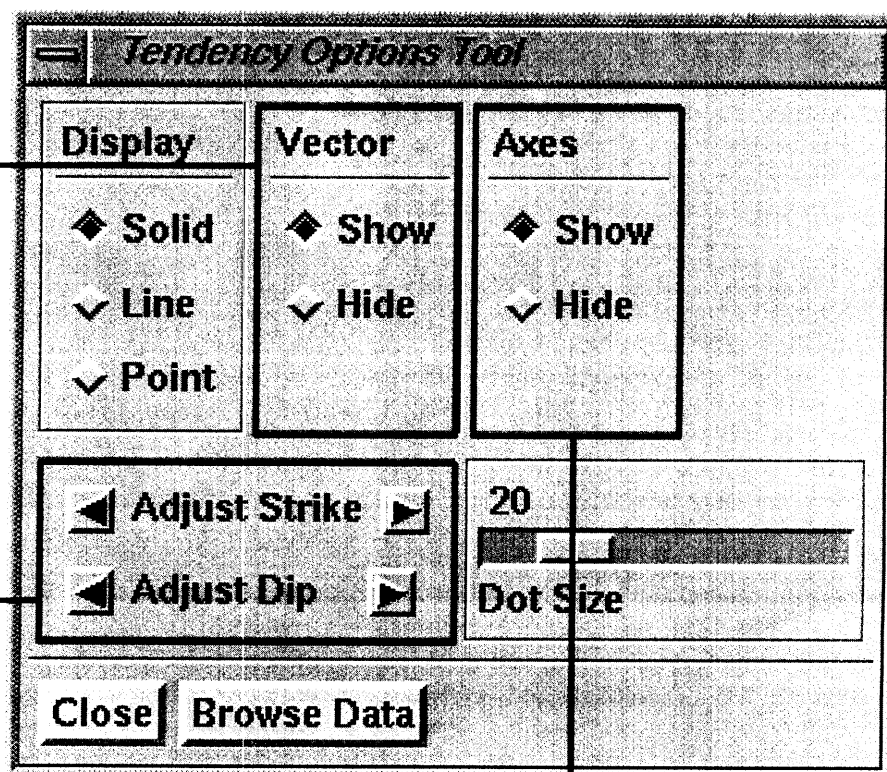 Tendency Options Tool
Display
Solid
Line
Point
Vector
Show
Hide
Axes
Show
Hide
Adjust Strike
Adjust Dip
20
Dot Size
Close
Browse Data